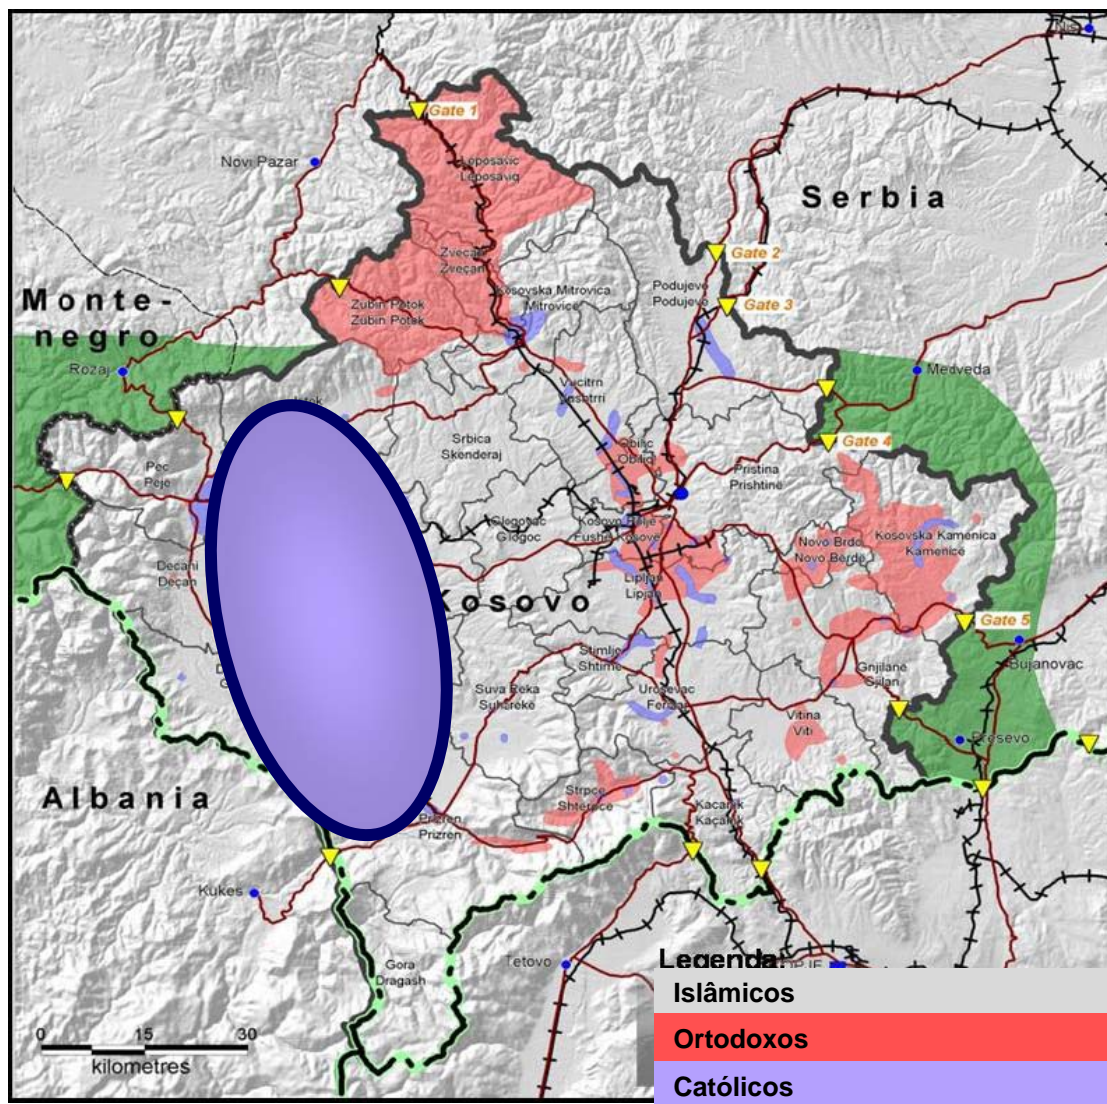 Nis
Gate 1
Novi Pazar
Leposavic
Leposaviq
Serbia
Zvecan
Zveçan
Gate 2
Kosovska Mitrovica
Mitrovice
Podujevo
Podujevë
Monte-
negro
Zubin Potok
Zubin Potok
Gate 3
Rozaj
Medveda
Vucitrn
Srbica
Skenderaj
Obilic
Obiliq
Gate 4
Pec
Pejë
Pristina
Prishtinë
Glogovac
Glogoc
Kosovo Polje
Fushë Kosovë
Novo Brdo
Novo Bërdë
Kosovska Kamenica
Kamenicë
Decani
Deçan
Lipljan
Lipjan
Kosovo
Gate 5
Stimlje
Shtime
Bujanovac
Gnjilane
Gjilan
Suva Reka
Suharekë
Urosevac
Ferizaj
Vitina
Viti
Presevo
Albania
Strpce
Shterpce
Kacanik
Kaçanik
Prizren
Prizren
Kukes
Tetovo
Gora
Dragash
Legenda:
Islâmicos
Ortodoxos
Católicos
0 15 30
kilometres